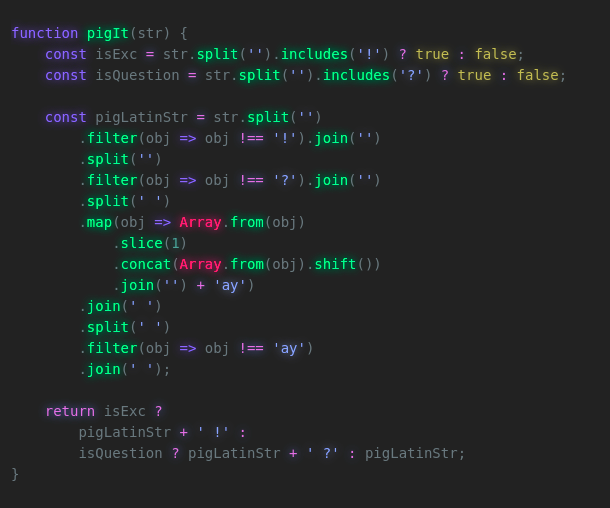 function pigIt(str) {
    const isExc = str.split('').includes('!') ? true : false;
    const isQuestion = str.split('').includes('?') ? true : false;

    const pigLatinStr = str.split('')
        .filter(obj => obj !== '!').join('')
        .split('')
        .filter(obj => obj !== '?').join('')
        .split(' ')
        .map(obj => Array.from(obj)
            .slice(1)
            .concat(Array.from(obj).shift())
            .join('') + 'ay')
        .join(' ')
        .split(' ')
        .filter(obj => obj !== 'ay')
        .join(' ');

    return isExc ?
        pigLatinStr + ' !' :
        isQuestion ? pigLatinStr + ' ?' : pigLatinStr;
}